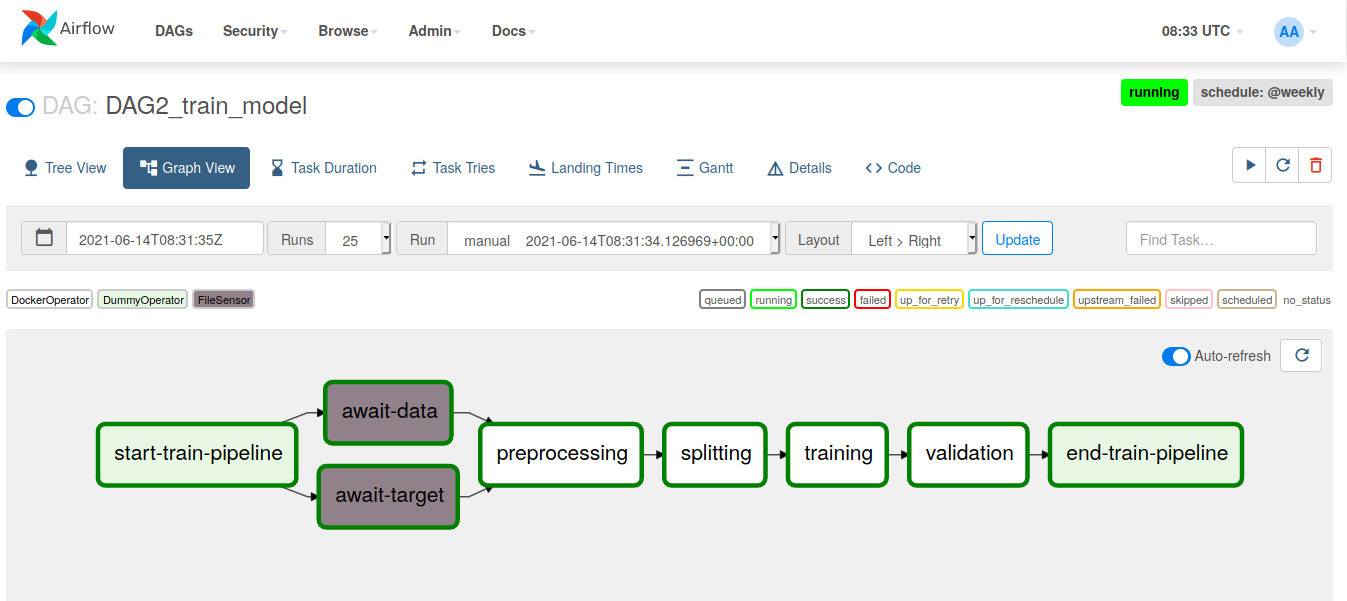 Airflow DAGs Security Browse Admin Docs 08:33 UTC AA
DAG: DAG2_train_model running schedule: @weekly
Tree View Graph View Task Duration Task Tries Landing Times Gantt Details Code
2021-06-14T08:31:35Z Runs 25 Run manual 2021-06-14T08:31:34.126969+00:00 Layout Left > Right Update Find Task…
DockerOperator DummyOperator FileSensor queued running success failed up_for_retry up_for_reschedule upstream_failed skipped scheduled no_status
Auto-refresh
await-data
start-train-pipeline preprocessing splitting training validation end-train-pipeline
await-target